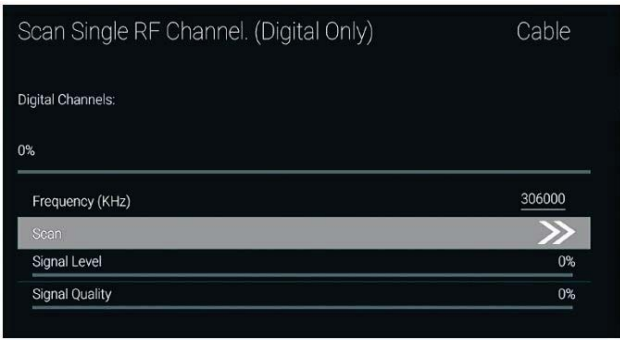 Scan Single RF Channel. (Digital Only) Cable
Digital Channels:
0%
Frequency (KHz) 306000
Scan
Signal Level 0%
Signal Quality 0%